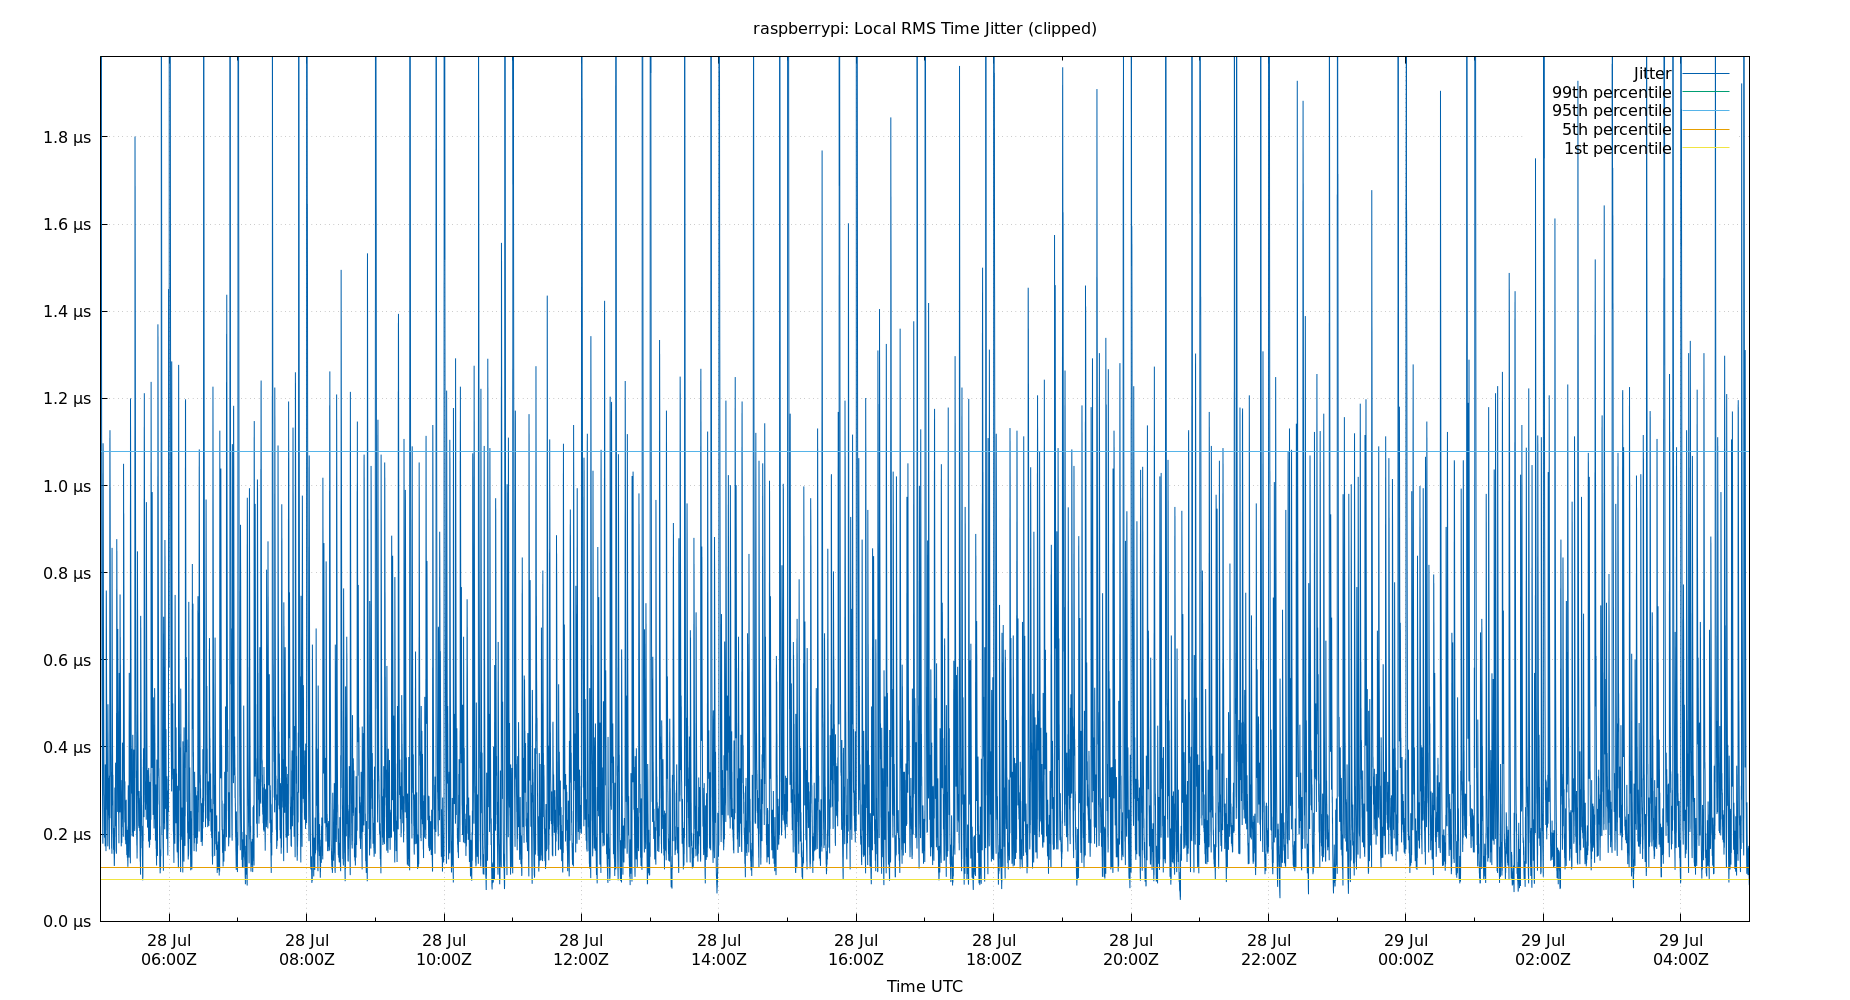 raspberrypi: Local RMS Time Jitter (clipped)
Jitter
99th percentile
95th percentile
5th percentile
1st percentile
1.8 µs
1.6 µs
1.4 µs
1.2 µs
1.0 µs
0.8 µs
0.6 µs
0.4 µs
0.2 µs
0.0 µs
28 Jul 28 Jul 28 Jul 28 Jul 28 Jul 28 Jul 28 Jul 28 Jul 28 Jul 29 Jul 29 Jul 29 Jul
06:00Z 08:00Z 10:00Z 12:00Z 14:00Z 16:00Z 18:00Z 20:00Z 22:00Z 00:00Z 02:00Z 04:00Z
Time UTC